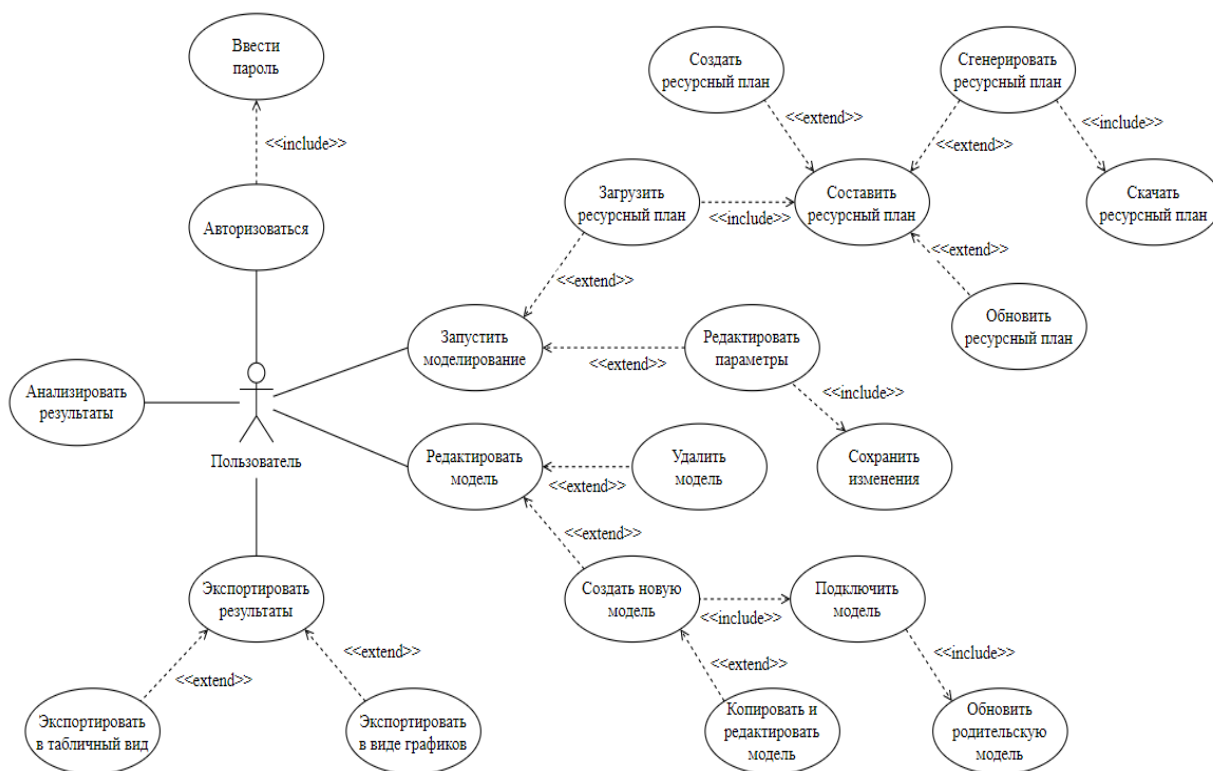 Ввести
пароль
<<include>>
Авторизоваться
Создать
ресурсный план
<<extend>>
Сгенерировать
ресурсный план
<<include>>
<<extend>>
Загрузить
ресурсный план
<<include>>
Составить
ресурсный план
Скачать
ресурсный план
<<extend>>
<<extend>>
Обновить
ресурсный план
Запустить
моделирование
<<extend>>
Редактировать
параметры
<<include>>
Анализировать
результаты
Пользователь
Редактировать
модель
<<extend>>
Удалить
модель
Сохранить
изменения
<<extend>>
Экспортировать
результаты
Создать новую
модель
<<include>>
Подключить
модель
<<extend>>
<<extend>>
<<extend>>
<<include>>
Экспортировать
в табличный вид
Экспортировать
в виде графиков
Копировать и
редактировать
модель
Обновить
родительскую
модель